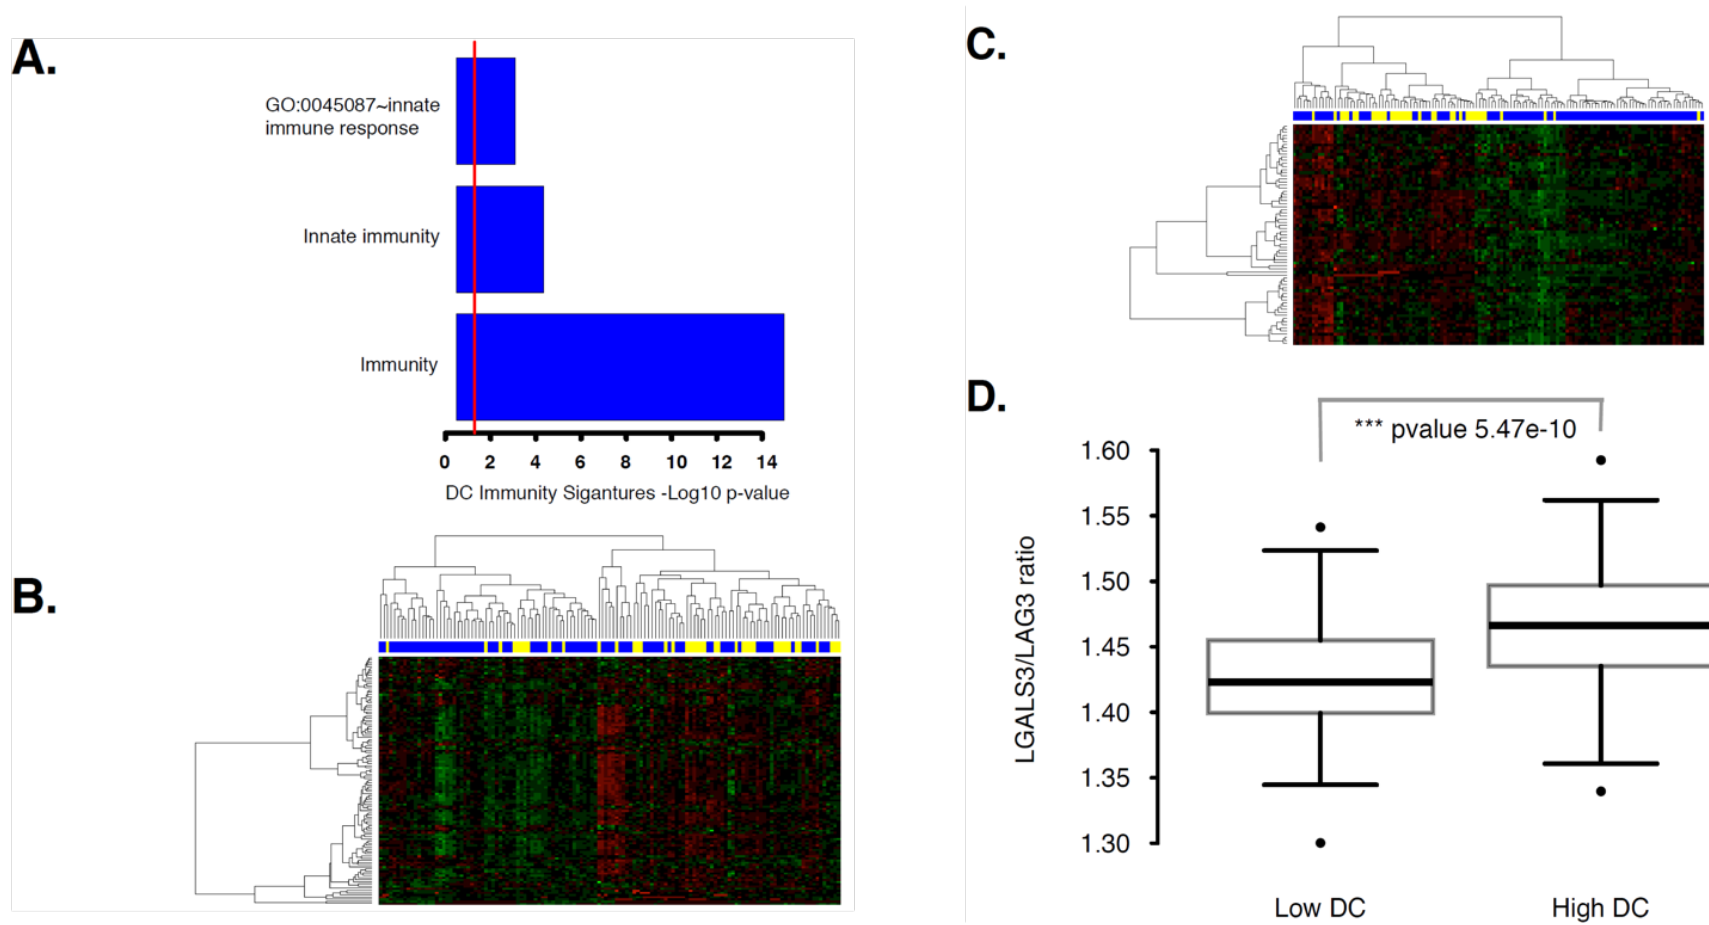 A.
GO:0045087~innate
immune response
Innate immunity
Immunity
0 2 4 6 8 10 12 14
DC Immunity Sigantures -Log10 p-value
B.
C.
D.
*** pvalue 5.47e-10
1.60
1.55
1.50
1.45
1.40
1.35
1.30
LGALS3/LAG3 ratio
Low DC High DC